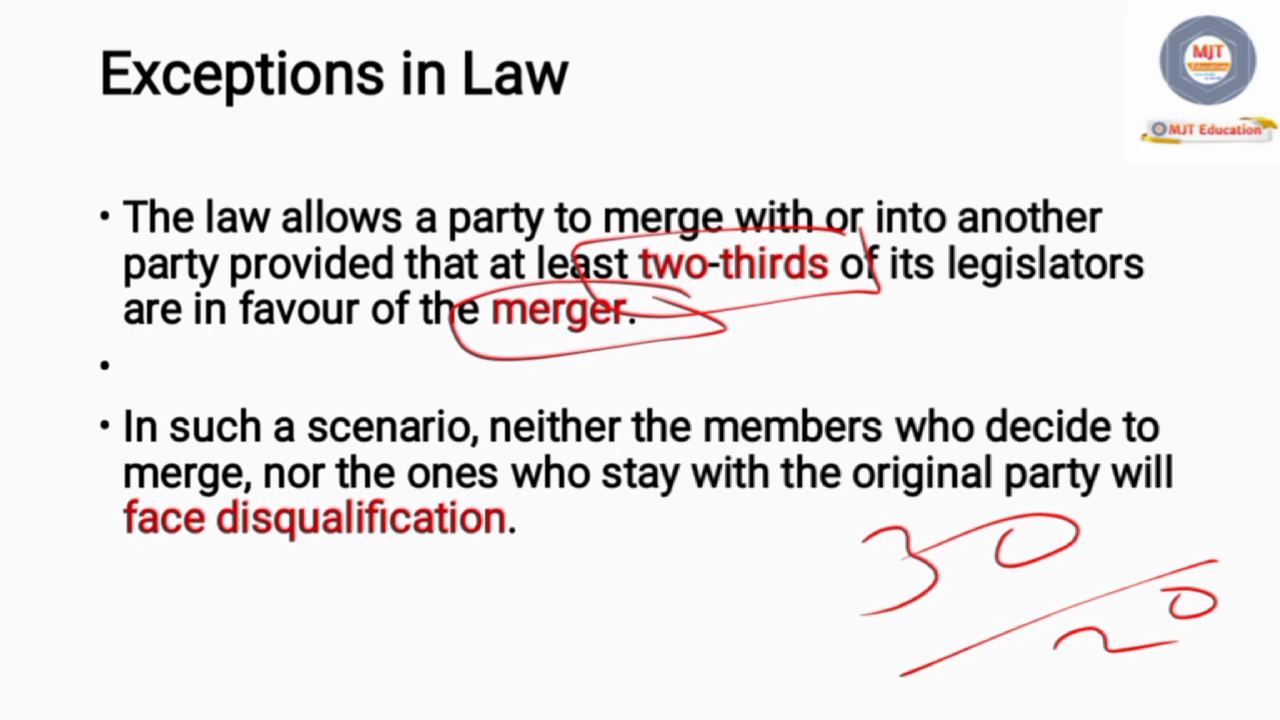 Exceptions in Law
MJT
Education
MJT Education
• The law allows a party to merge with or into another
party provided that at least two-thirds of its legislators
are in favour of the merger.
•
• In such a scenario, neither the members who decide to
merge, nor the ones who stay with the original party will
face disqualification.
30
20